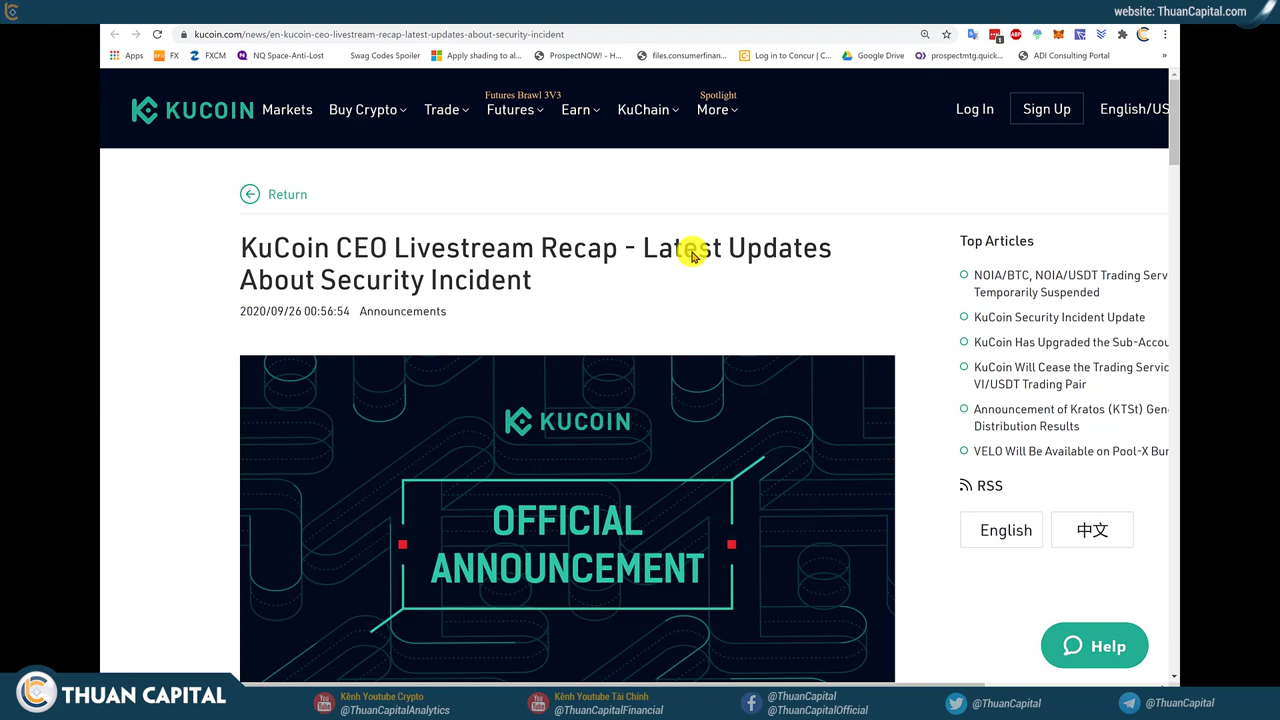 website: ThuanCapital.com
kucoin.com/news/en-kucoin-ceo-livestream-recap-latest-updates-about-security-incident
Apps FX FXCM NQ Space-Unit1 Swag Codes Spoiler Apply shading to al... ProspectNOW! - H... files.consumerfinan... Log in to Concur | C... Google Drive prospectmtg.quick... ADI Consulting Portal »
Futures Brawl 3V3 Spotlight
KUCOIN Markets Buy Crypto Trade Futures Earn KuChain More Log In Sign Up English/US
Return
KuCoin CEO Livestream Recap - Latest Updates
About Security Incident
2020/09/26 00:56:54 Announcements
KUCOIN
OFFICIAL
ANNOUNCEMENT
Top Articles
NOIA/BTC, NOIA/USDT Trading Serv
Temporarily Suspended
KuCoin Security Incident Update
KuCoin Has Upgraded the Sub-Accou
KuCoin Will Cease the Trading Servic
VI/USDT Trading Pair
Announcement of Kratos (KTSt) Gene
Distribution Results
VELO Will Be Available on Pool-X Bur
RSS
English 中文
Help
THUAN CAPITAL
Kênh Youtube Crypto
@ThuanCapitalAnalytics
Kênh Youtube Tài Chính
@ThuanCapitalFinancial
@ThuanCapital
@ThuanCapitalOfficial
@ThuanCapital
@ThuanCapital